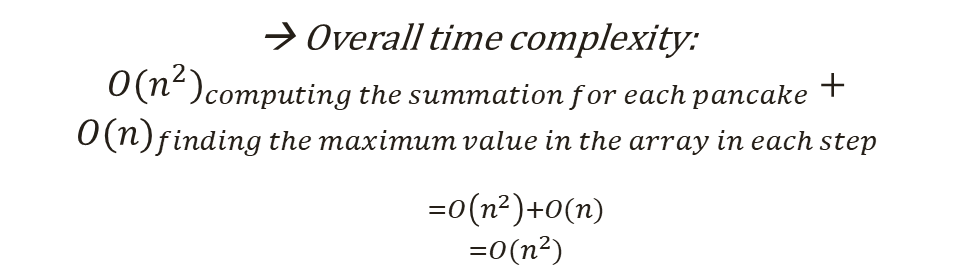 → Overall time complexity:
O(n²)computing the summation for each pancake +
O(n)finding the maximum value in the array in each step
=O(n²)+O(n)
=O(n²)